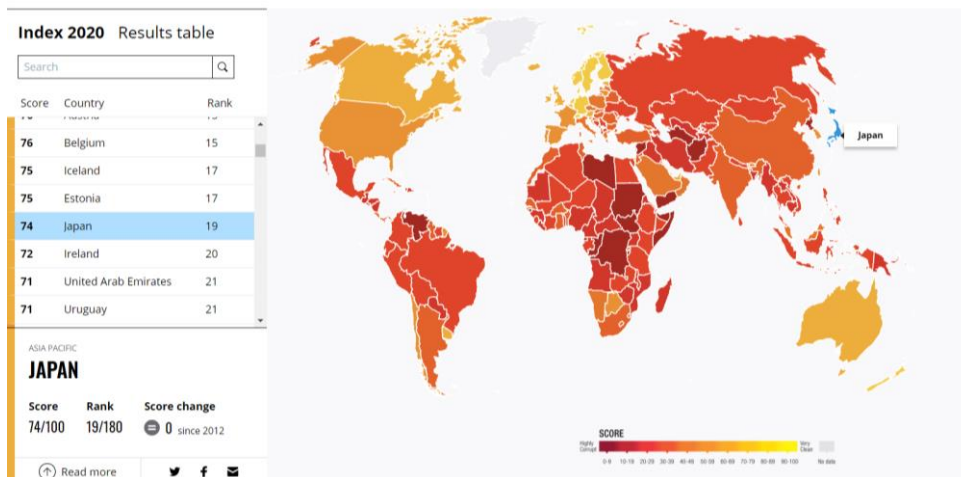 Index 2020 Results table
Search
Score Country Rank
76 Belgium 15
75 Iceland 17
75 Estonia 17
74 Japan 19
72 Ireland 20
71 United Arab Emirates 21
71 Uruguay 21
ASIA PACIFIC
JAPAN
Score Rank Score change
74/100 19/180 0 since 2012
Read more
Japan
SCORE
Highly Corrupt
Very Clean
0-9 10-19 20-29 30-39 40-49 50-59 60-69 70-79 80-89 90-100 No data